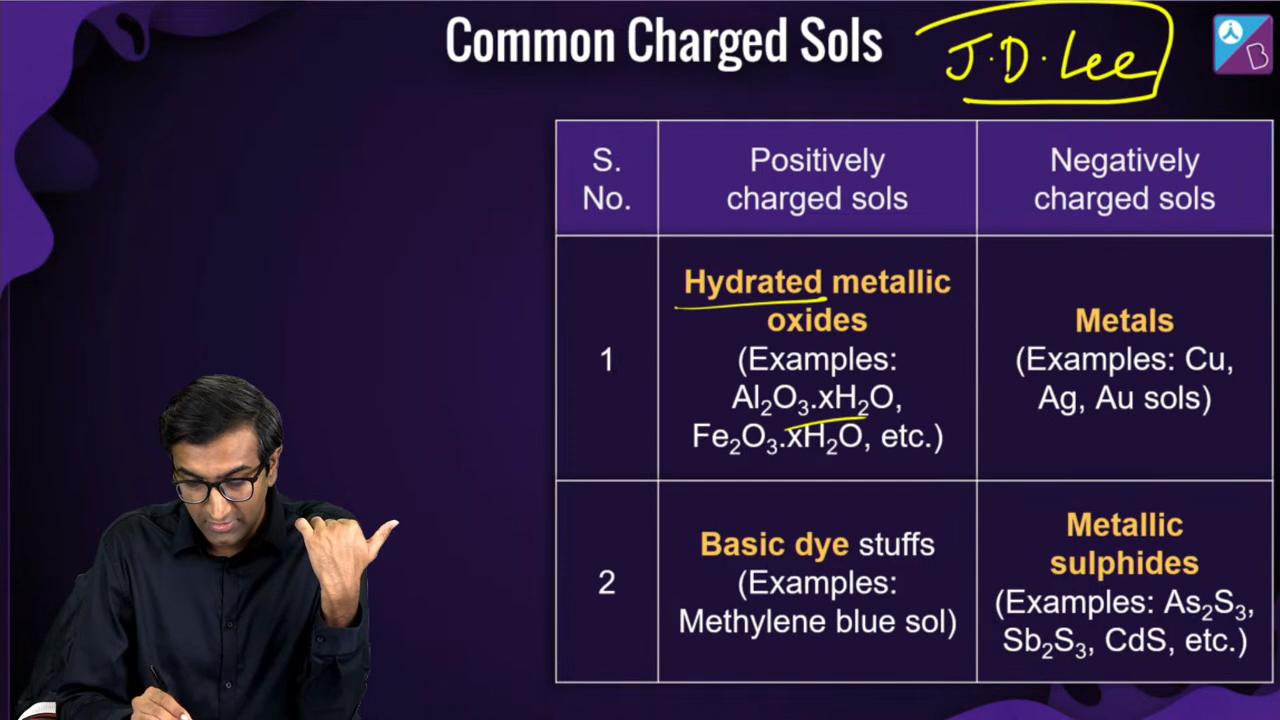 Common Charged Sols
J.D. Lee
B
S.
No.
Positively
charged sols
Negatively
charged sols
1
Hydrated metallic
oxides
(Examples:
Al₂O₃.xH₂O,
Fe₂O₃.xH₂O, etc.)
Metals
(Examples: Cu,
Ag, Au sols)
2
Basic dye stuffs
(Examples:
Methylene blue sol)
Metallic
sulphides
(Examples: As₂S₃,
Sb₂S₃, CdS, etc.)